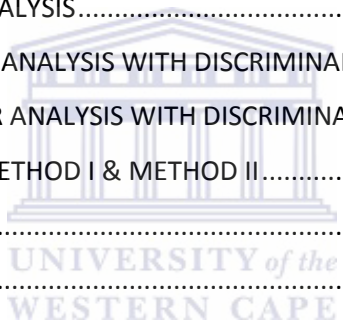 ALYSIS.......................................
ANALYSIS WITH DISCRIMINA
R ANALYSIS WITH DISCRIMINA
ETHOD I & METHOD II............
.................................................
UNIVERSITY of the
.................................................
WESTERN CAPE